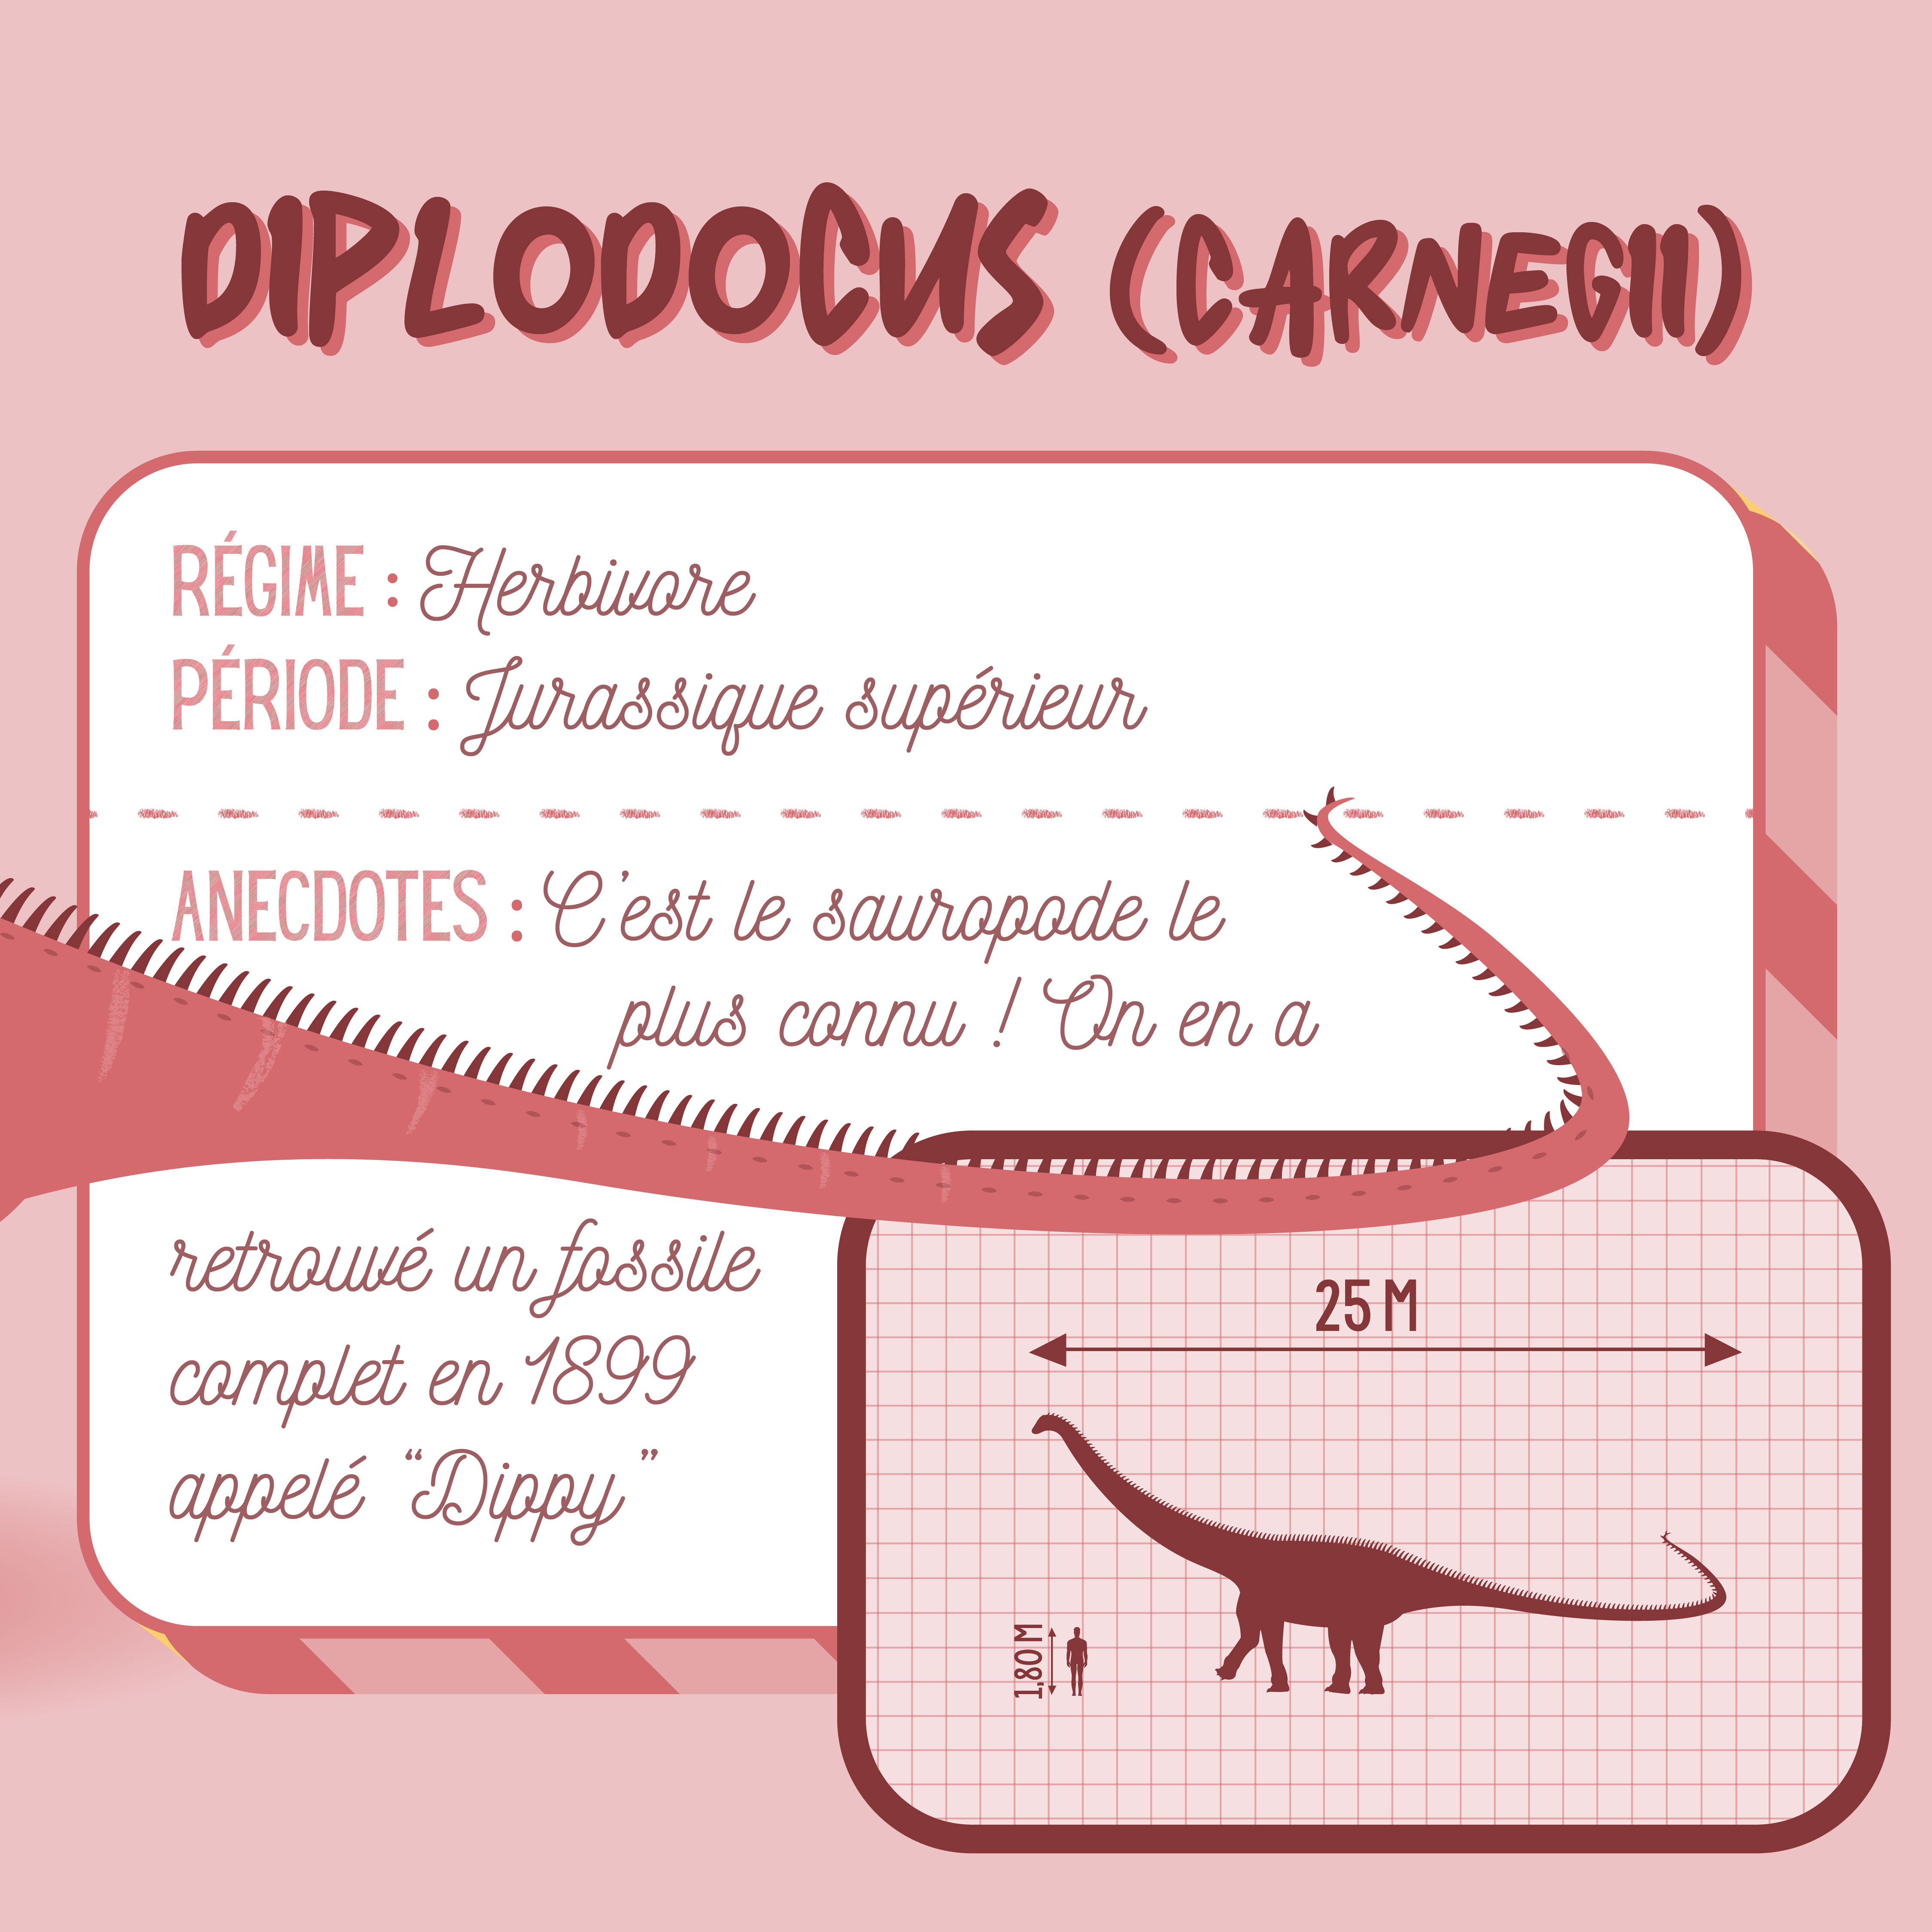 DIPLODOCUS (CARNEGII)
RÉGIME : Herbivore
PÉRIODE : Jurassique supérieur
ANECDOTES : C'est le sauropode le
plus connu ! On en a
retrouvé un fossile
complet en 1899
appelé “Dippy”
25 M
1,80 M